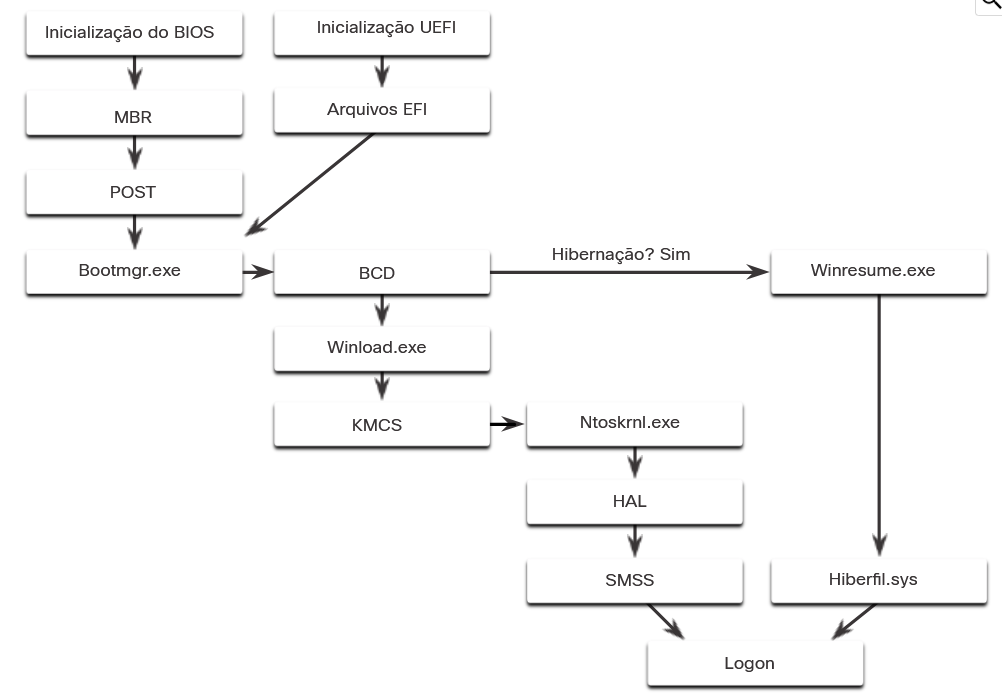 Inicialização do BIOS
Inicialização UEFI
MBR
Arquivos EFI
POST
Bootmgr.exe
BCD
Hibernação? Sim
Winresume.exe
Winload.exe
KMCS
Ntoskrnl.exe
HAL
SMSS
Hiberfil.sys
Logon